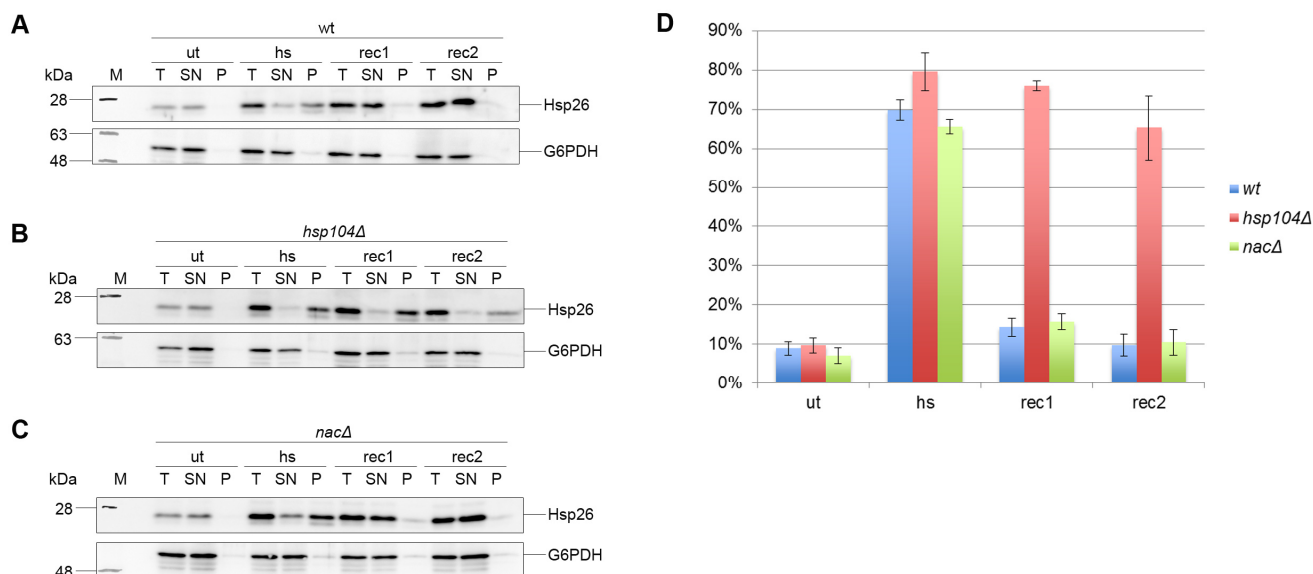 A
wt
ut hs rec1 rec2
kDa M T SN P T SN P T SN P T SN P
28 Hsp26
63
G6PDH
48
B
hsp104Δ
ut hs rec1 rec2
kDa M T SN P T SN P T SN P T SN P
28
Hsp26
63
G6PDH
C
nacΔ
ut hs rec1 rec2
kDa M T SN P T SN P T SN P T SN P
28
Hsp26
G6PDH
48
D
90%
80%
70%
60%
50%
40%
30%
20%
10%
0%
ut hs rec1 rec2
wt
hsp104Δ
nacΔ